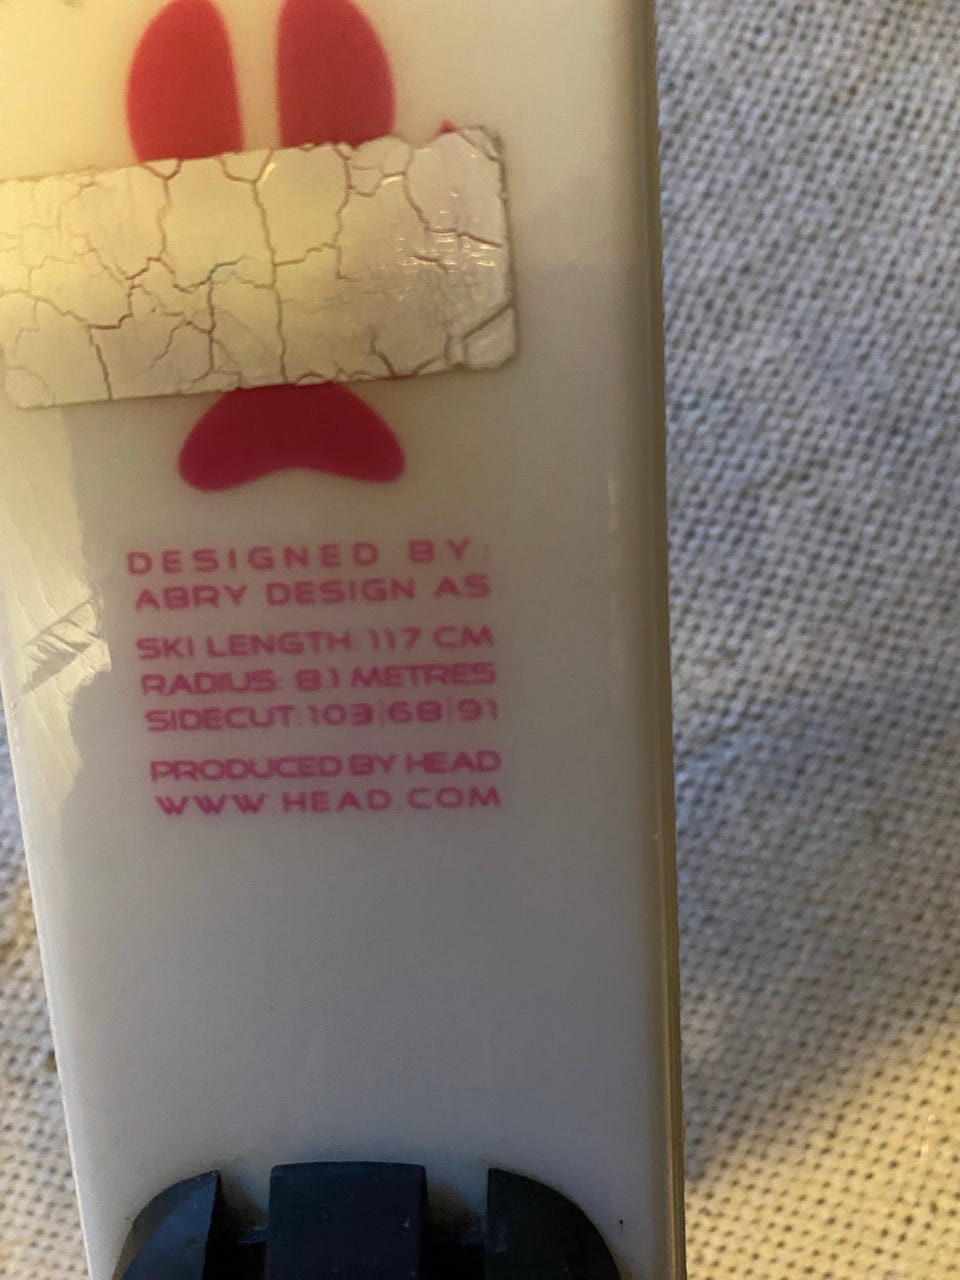 DESIGNED BY:
ABRY DESIGN AS
SKI LENGTH: 117 CM
RADIUS: 8.1 METRES
SIDECUT: 103|68|91
PRODUCED BY HEAD
WWW.HEAD.COM